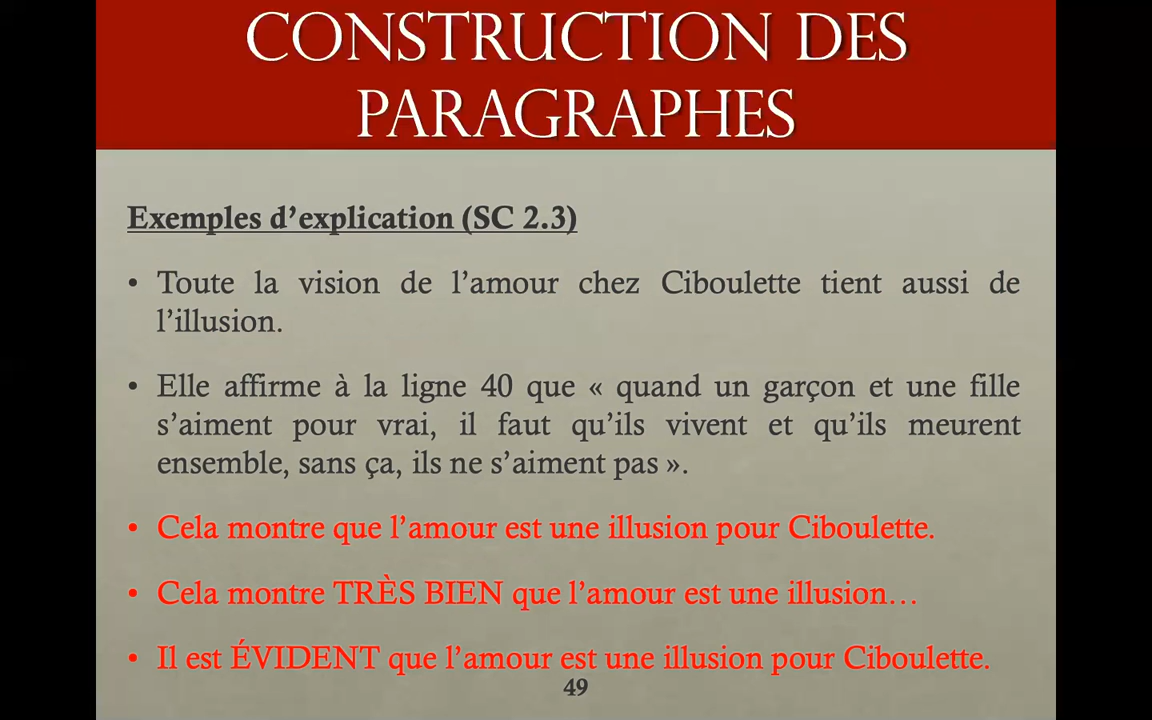 CONSTRUCTION DES
PARAGRAPHES
Exemples d’explication (SC 2.3)
• Toute la vision de l’amour chez Ciboulette tient aussi de
l’illusion.
• Elle affirme à la ligne 40 que « quand un garçon et une fille
s’aiment pour vrai, il faut qu’ils vivent et qu’ils meurent
ensemble, sans ça, ils ne s’aiment pas ».
• Cela montre que l’amour est une illusion pour Ciboulette.
• Cela montre TRÈS BIEN que l’amour est une illusion…
• Il est ÉVIDENT que l’amour est une illusion pour Ciboulette.
49